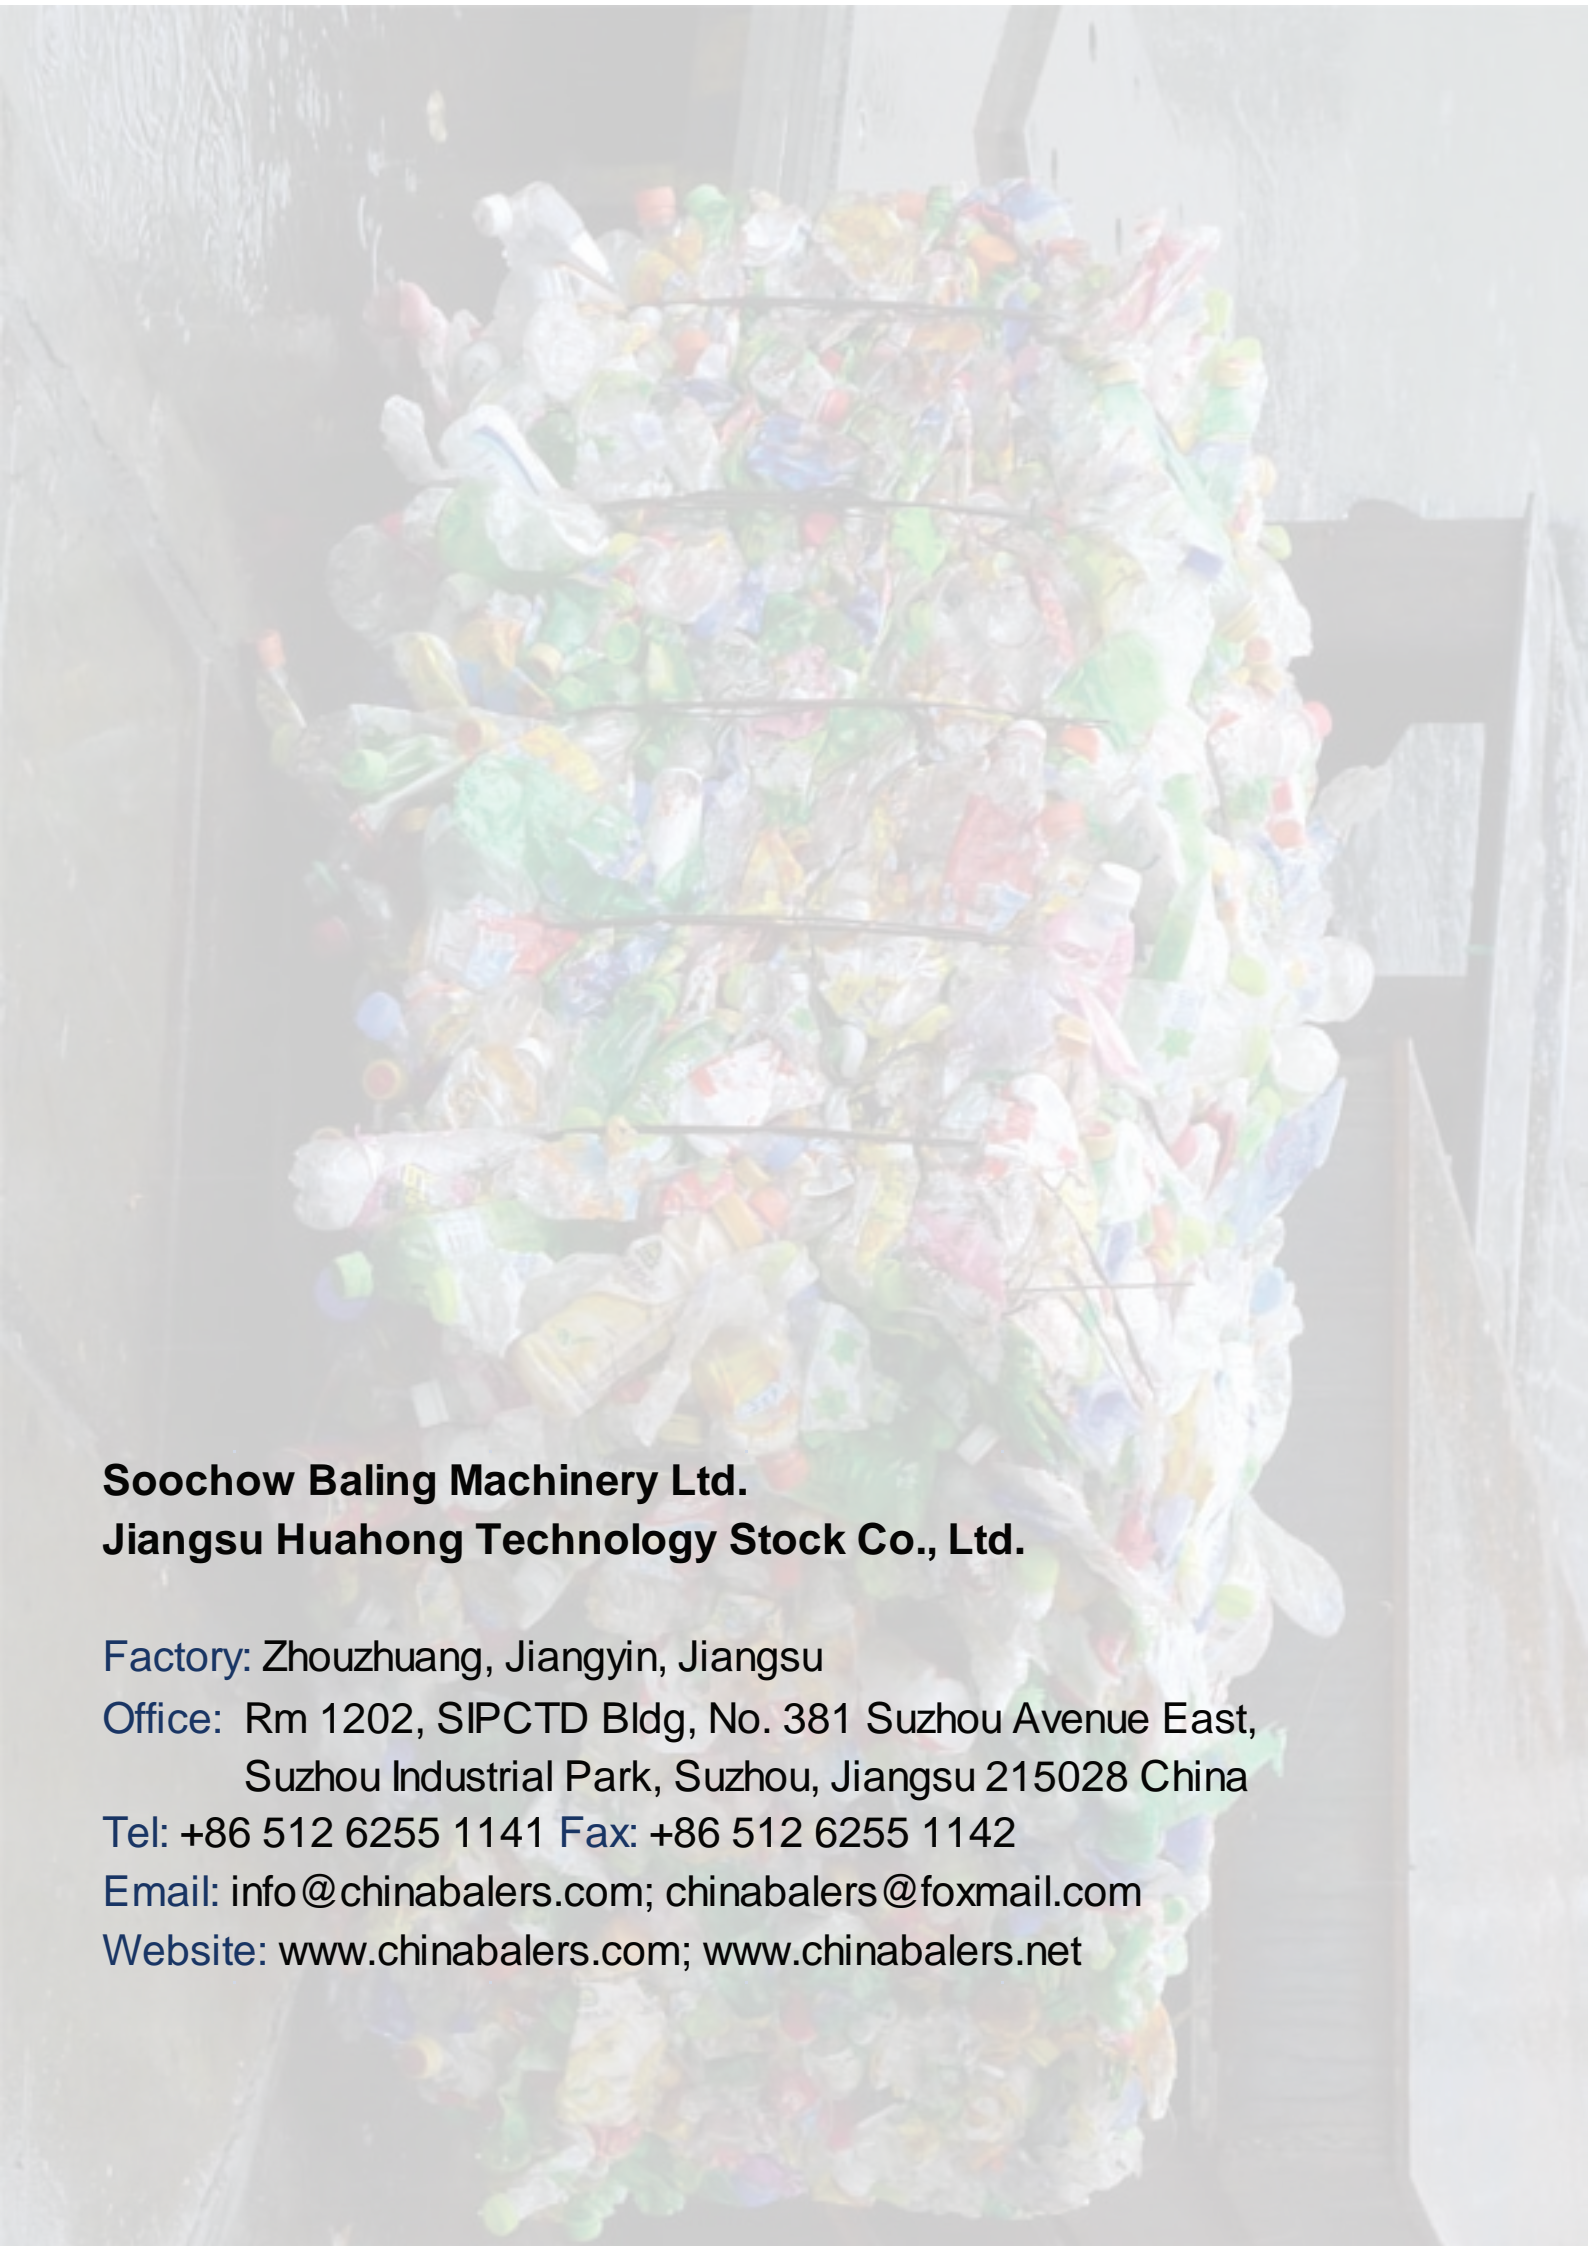 Soochow Baling Machinery Ltd.
Jiangsu Huahong Technology Stock Co., Ltd.
Factory: Zhouzhuang, Jiangyin, Jiangsu
Office: Rm 1202, SIPCTD Bldg, No. 381 Suzhou Avenue East,
Suzhou Industrial Park, Suzhou, Jiangsu 215028 China
Tel: +86 512 6255 1141 Fax: +86 512 6255 1142
Email: info@chinabalers.com; chinabalers@foxmail.com
Website: www.chinabalers.com; www.chinabalers.net